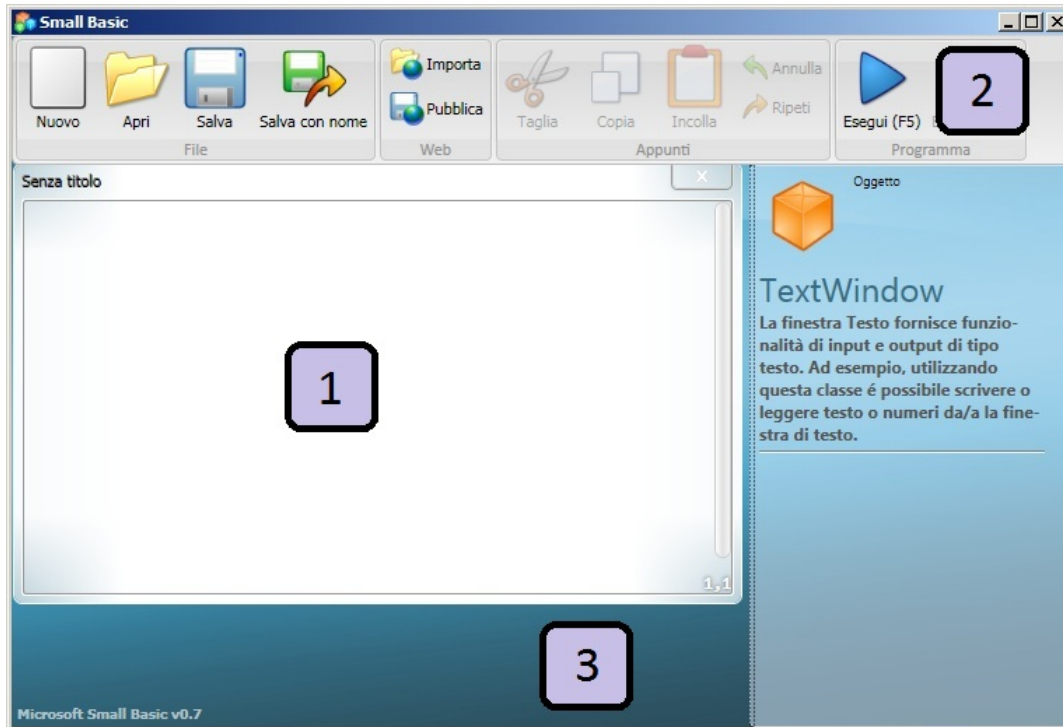 Small Basic
Nuovo
Apri
Salva
Salva con nome
File
Importa
Pubblica
Web
Taglia
Copia
Incolla
Annulla
Ripeti
Appunti
Esegui (F5)
2
Programma
Senza titolo
X
1
1,1
3
Microsoft Small Basic v0.7
Oggetto
TextWindow
La finestra Testo fornisce funzio-
nalità di input e output di tipo
testo. Ad esempio, utilizzando
questa classe é possibile scrivere o
leggere testo o numeri da/a la fine-
stra di testo.